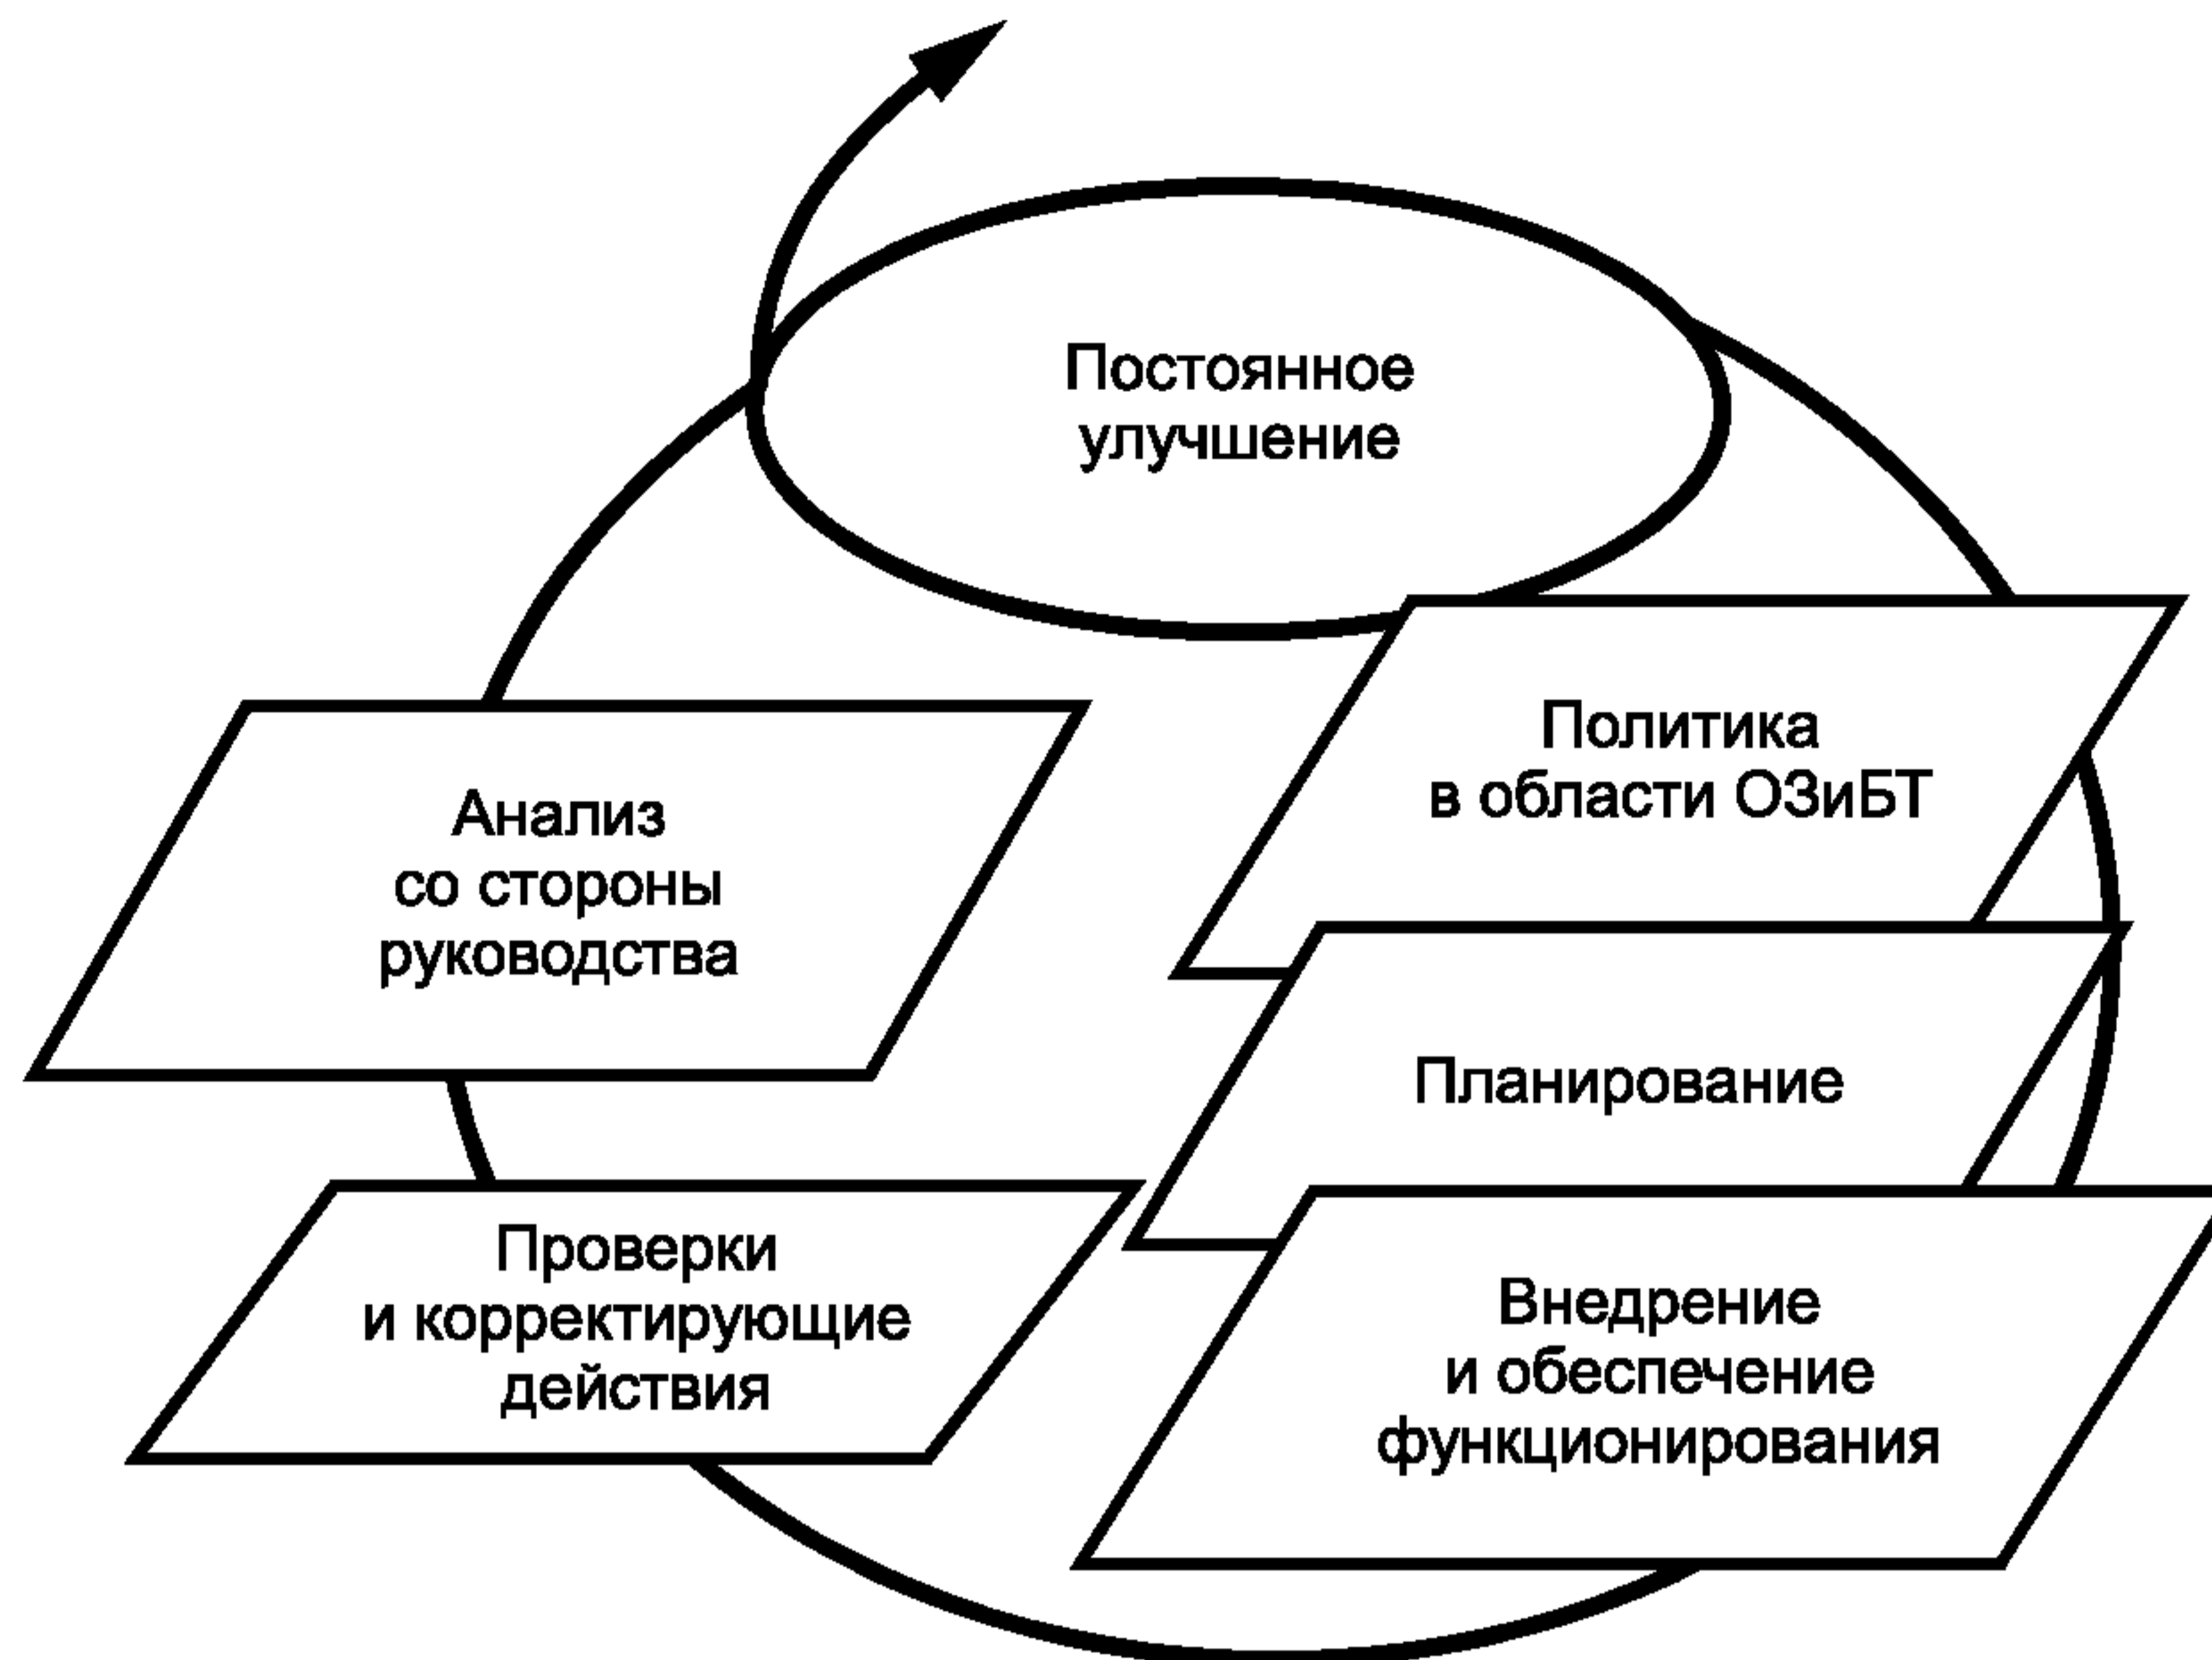 Постоянное
улучшение
Политика
в области ОЗиБТ
Планирование
Внедрение
и обеспечение
функционирования
Проверки
и корректирующие
действия
Анализ
со стороны
руководства